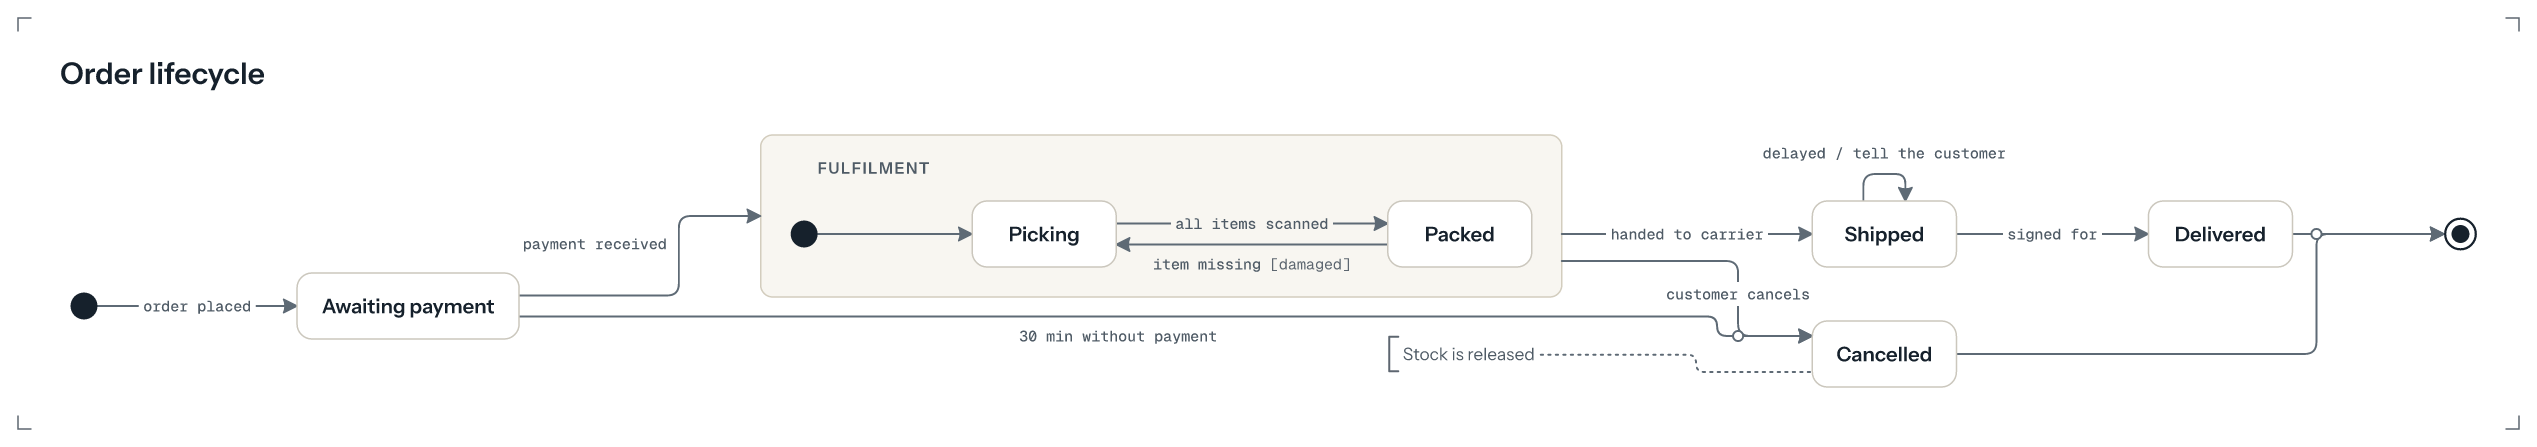 Order lifecycle
FULFILMENT
delayed / tell the customer
payment received
Picking
all items scanned
Packed
item missing [damaged]
handed to carrier
Shipped
signed for
Delivered
order placed
Awaiting payment
customer cancels
30 min without payment
Stock is released
Cancelled